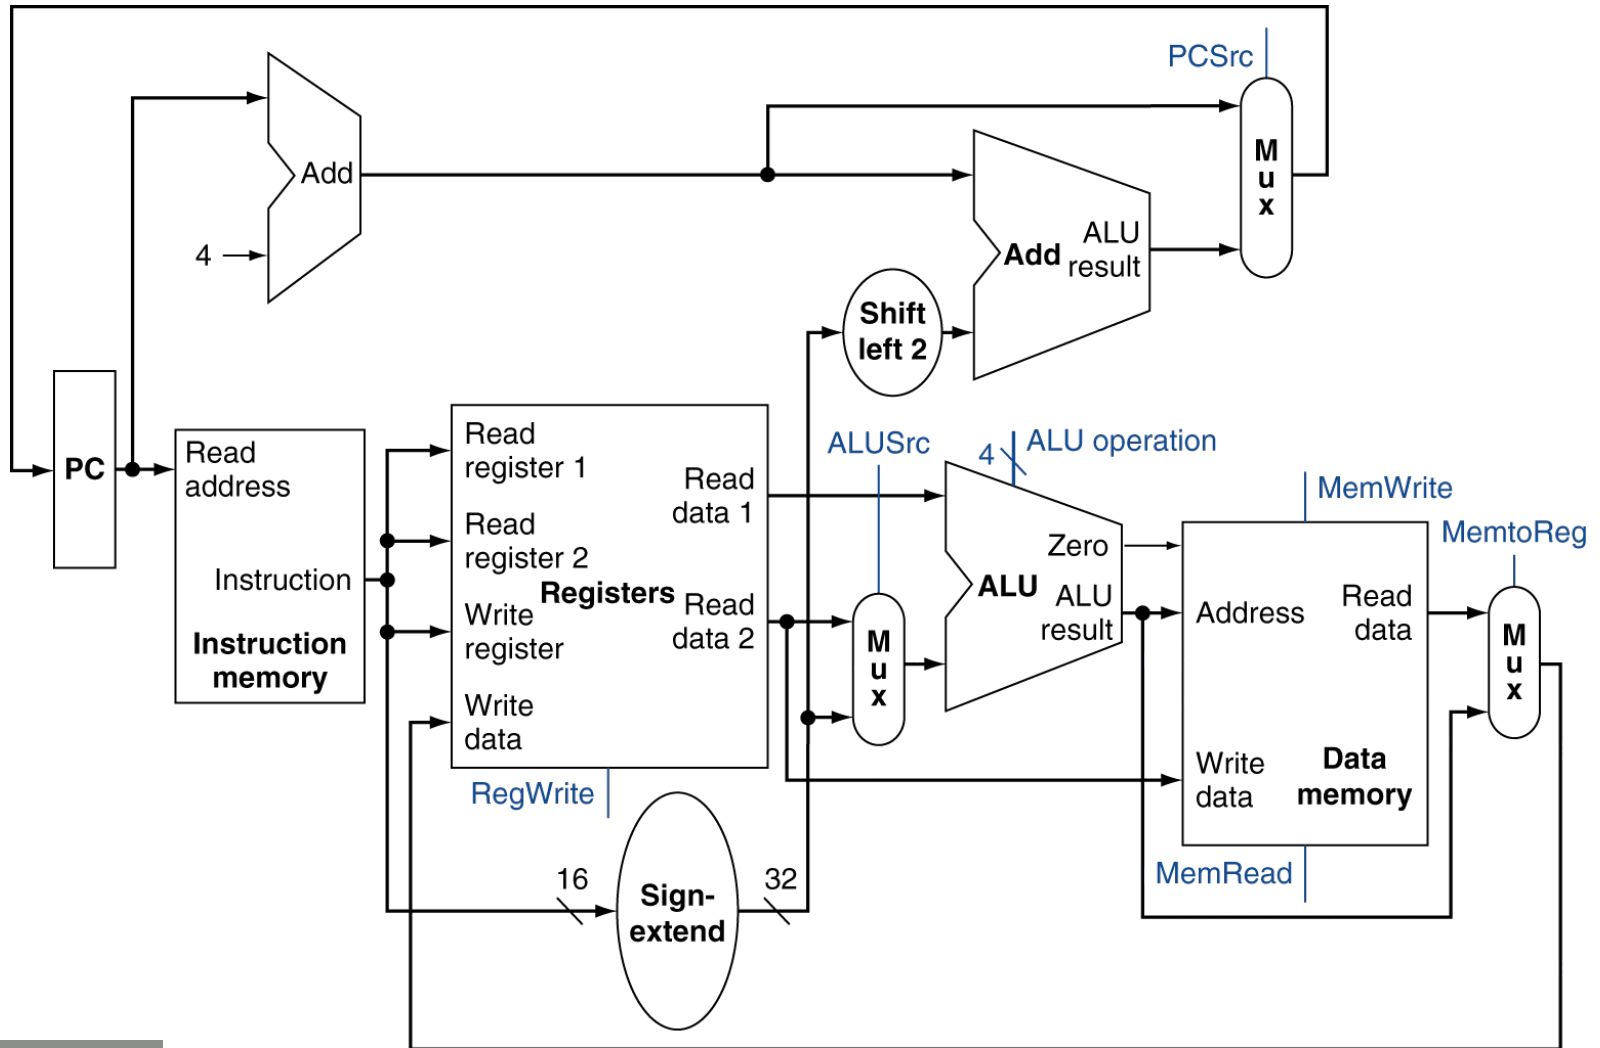 PCSrc
M
u
x
Add
4
Add
ALU
result
Shift
left 2
PC
Read
address
Instruction
Instruction
memory
Read
register 1
Read
register 2
Write
register
Write
data
Registers
Read
data 1
Read
data 2
RegWrite
16
Sign-
extend
32
ALUSrc
M
u
x
4
ALU operation
Zero
ALU
ALU
result
MemWrite
Address
Read
data
Write
data
Data
memory
MemRead
MemtoReg
M
u
x